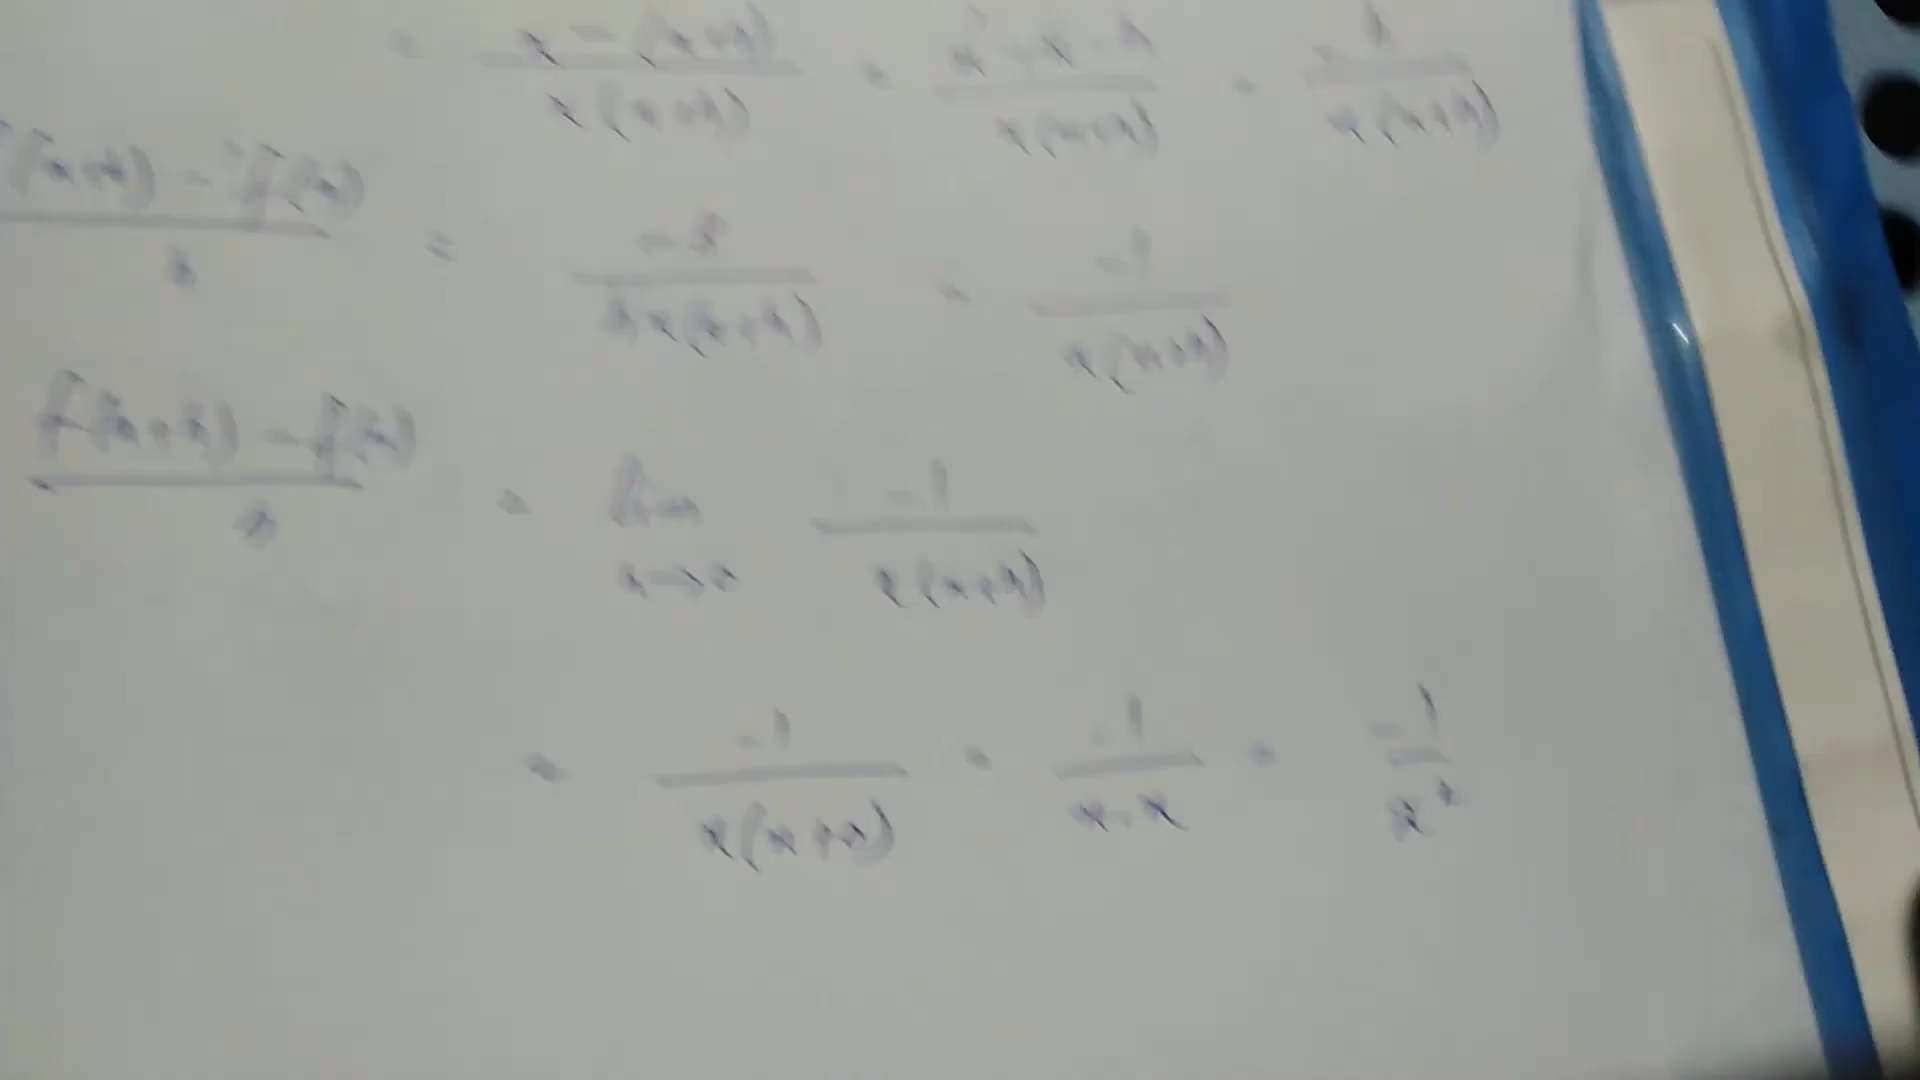 = x - (x+h) / x(x+h) = x - x - h / x(x+h) = -h / x(x+h)
(x+h) - f(x) / h = -h / hx(x+h) = -1 / x(x+h)
f(x+h) - f(x) / h = lim h→0 -1 / x(x+h)
= -1 / x(x+0) = -1 / x.x = -1 / x²